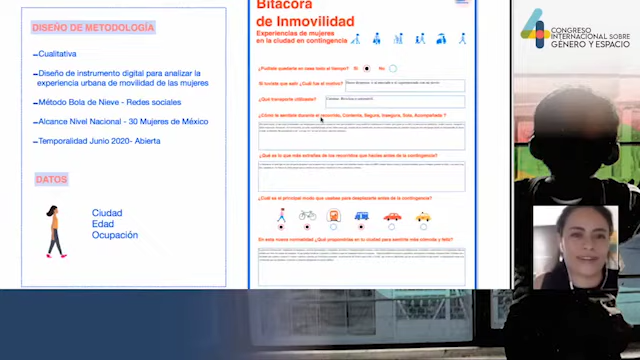 DISEÑO DE METODOLOGÍA
Cualitativa
Diseño de instrumento digital para analizar la
experiencia urbana de movilidad de las mujeres
Método Bola de Nieve - Redes sociales
Alcance Nivel Nacional - 30 Mujeres de México
Temporalidad Junio 2020- Abierta
DATOS
Ciudad
Edad
Ocupación
Bitácora
de Inmovilidad
Experiencias de mujeres
en la ciudad en contingencia
¿Pudiste quedarte en casa todo el tiempo? Si No
Si tuviste que salir ¿Cuál fue el motivo?
¿Qué transporte utilizaste?
¿Cómo te sentiste durante el recorrido, Contenta, Segura, Insegura, Sola, Acompañada?
¿Qué es lo que más extrañas de los recorridos que hacías antes de la contingencia?
¿Cuál es el principal modo que usabas para desplazarte antes de la contingencia?
En esta nueva normalidad ¿Qué propondrías en tu ciudad para sentirte más cómoda y feliz?
4 CONGRESO
INTERNACIONAL SOBRE
GÉNERO Y ESPACIO